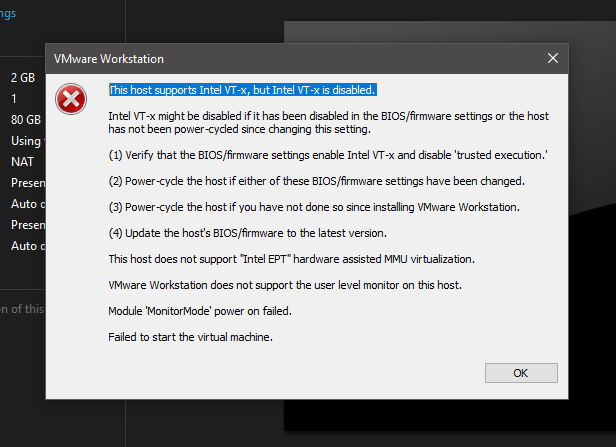 ngs
VMware Workstation
2 GB
This host supports Intel VT-x, but Intel VT-x is disabled.
1
80 GB
Intel VT-x might be disabled if it has been disabled in the BIOS/firmware settings or the host
has not been power-cycled since changing this setting.
Using
NAT
(1) Verify that the BIOS/firmware settings enable Intel VT-x and disable 'trusted execution.'
Presen
(2) Power-cycle the host if either of these BIOS/firmware settings have been changed.
Auto d
(3) Power-cycle the host if you have not done so since installing VMware Workstation.
Presen
(4) Update the host's BIOS/firmware to the latest version.
Auto d
This host does not support "Intel EPT" hardware assisted MMU virtualization.
VMware Workstation does not support the user level monitor on this host.
on of this
Module 'MonitorMode' power on failed.
Failed to start the virtual machine.
OK